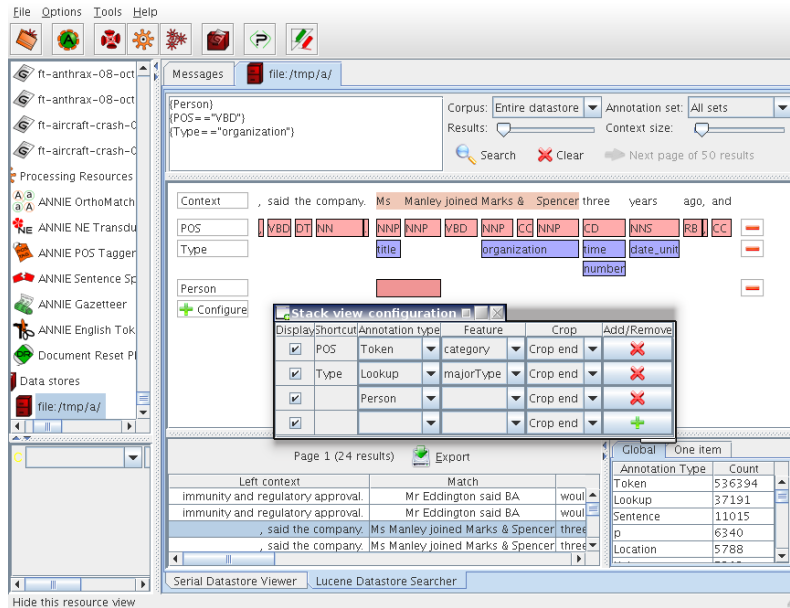 File Options Tools Help
ft-anthrax-08-oct
ft-anthrax-08-oct
ft-aircraft-crash-0
ft-aircraft-crash-0
Processing Resources
ANNIE OrthoMatch
ANNIE NE Transdu
ANNIE POS Tagger
ANNIE Sentence Sp
ANNIE Gazetteer
ANNIE English Tok
Document Reset P
Data stores
file:/tmp/a/
Messages file:/tmp/a/
{Person}
{POS=="VBD"}
{Type=="organization"}
Corpus: Entire datastore Annotation set: All sets
Results: Context size:
Search Clear Next page of 50 results
Context , said the company. Ms Manley joined Marks & Spencer three years ago, and
POS , VBD DT NN NNP NNP VBD NNP CC NNP CD NNS RB , CC
Type title organization time date_unit
number
Person
Configure
Stack view configuration
Display Shortcut Annotation type Feature Crop Add/Remove
POS Token category Crop end
Type Lookup majorType Crop end
Person Crop end
Crop end
Page 1 (24 results) Export
Left context Match
immunity and regulatory approval. Mr Eddington said BA woul
immunity and regulatory approval. Mr Eddington said BA woul
, said the company. Ms Manley joined Marks & Spencer three
, said the company. Ms Manley joined Marks & Spencer three
Global One item
Annotation Type Count
Token 536394
Lookup 37191
Sentence 11015
p 6340
Location 5788
Serial Datastore Viewer Lucene Datastore Searcher
Hide this resource view